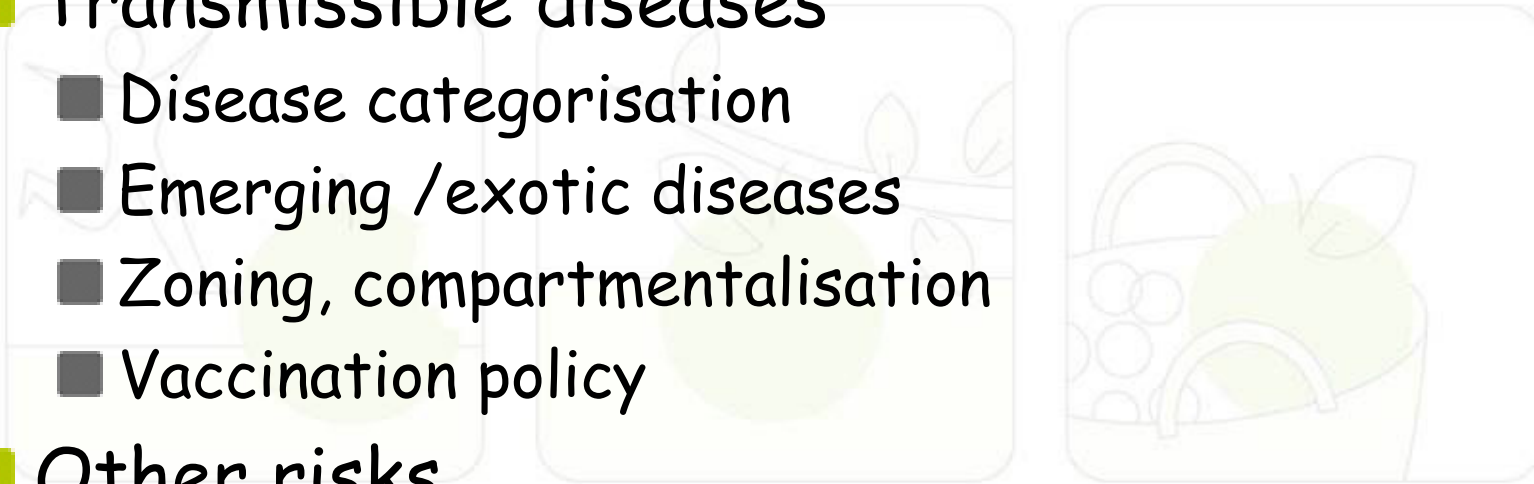 Transmissible diseases
Disease categorisation
Emerging /exotic diseases
Zoning, compartmentalisation
Vaccination policy
Other risks